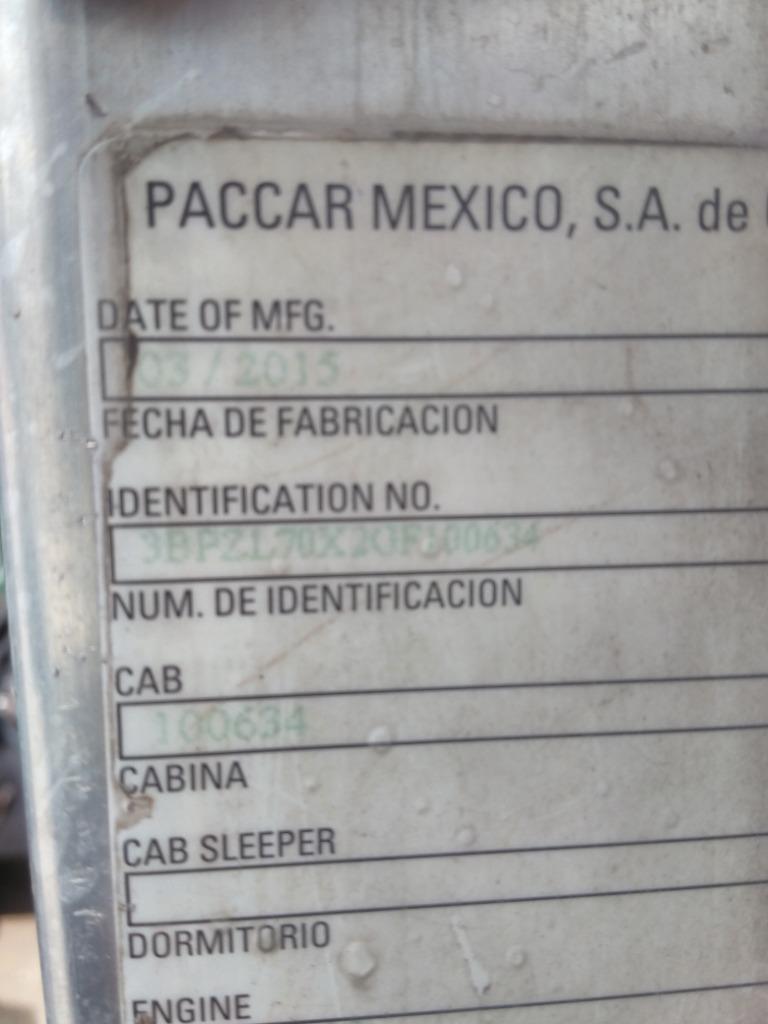 PACCAR MEXICO, S.A. de
DATE OF MFG.
03 / 2015
FECHA DE FABRICACION
IDENTIFICATION NO.
3BPZL70X2GF100634
NUM. DE IDENTIFICACION
CAB
100634
CABINA
CAB SLEEPER
DORMITORIO
ENGINE